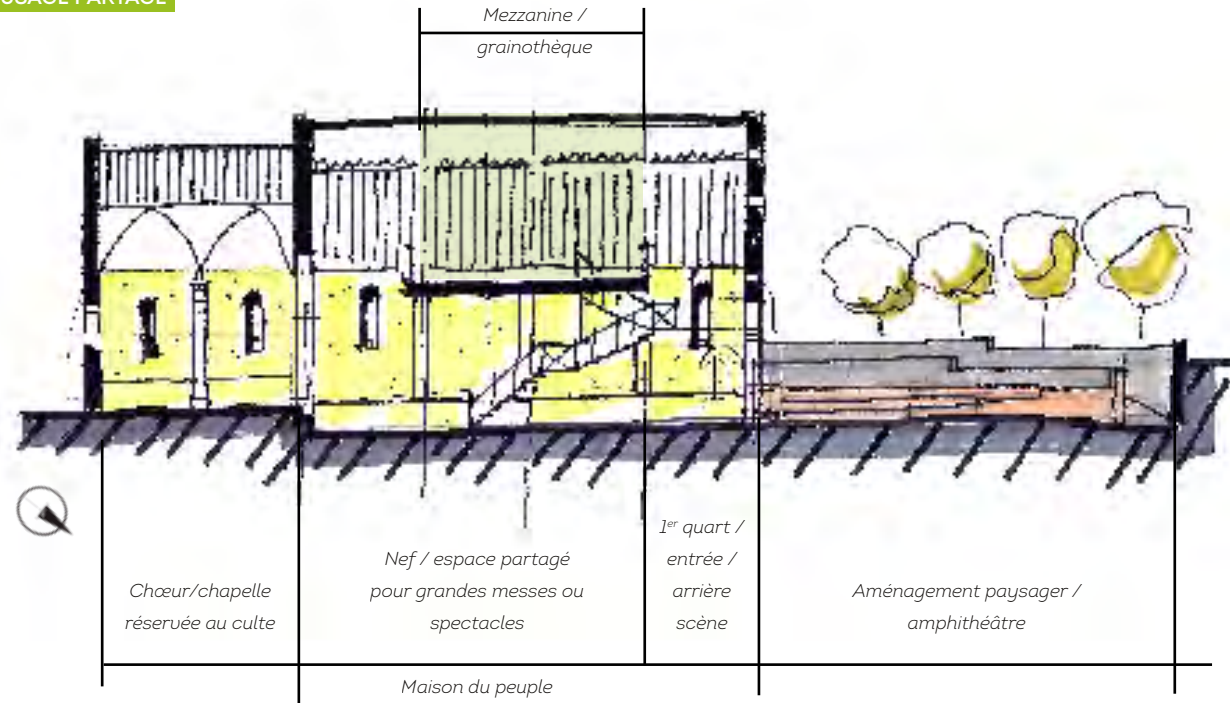 USAGE PARTAGÉ
Mezzanine /
grainothèque
Chœur/chapelle
réservée au culte
Nef / espace partagé
pour grandes messes ou
spectacles
1er quart /
entrée /
arrière
scène
Aménagement paysager /
amphithéâtre
Maison du peuple